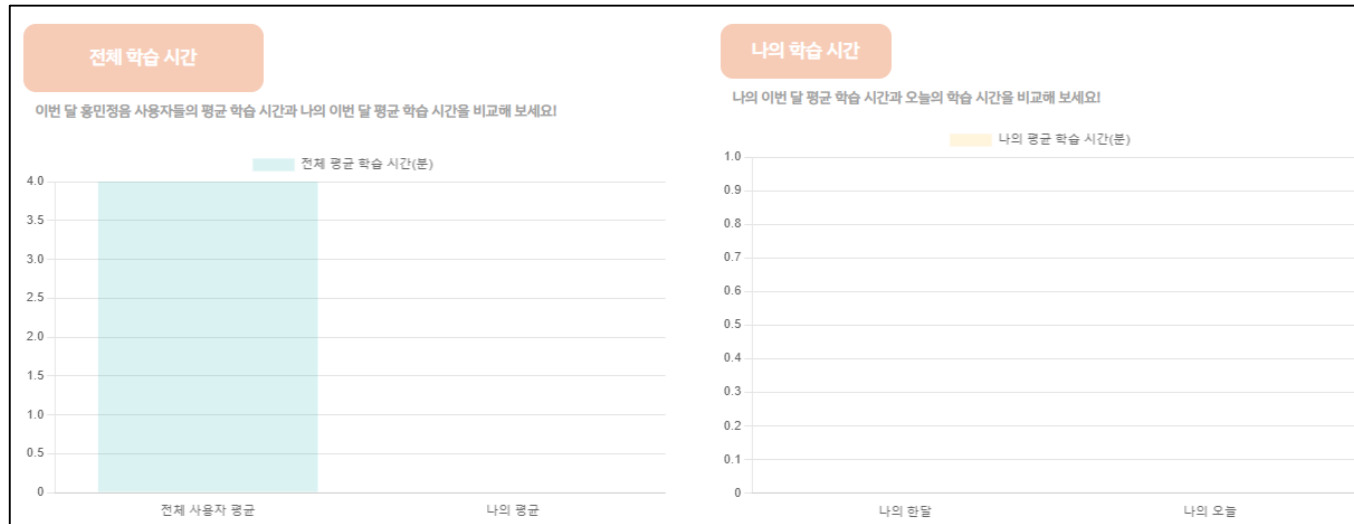 전체 학습 시간
이번 달 훙민정음 사용자들의 평균 학습 시간과 나의 이번 달 평균 학습 시간을 비교해 보세요!
전체 평균 학습 시간(분)
4.0
3.5
3.0
2.5
2.0
1.5
1.0
0.5
0
전체 사용자 평균
나의 평균
나의 학습 시간
나의 이번 달 평균 학습 시간과 오늘의 학습 시간을 비교해 보세요!
나의 평균 학습 시간(분)
1.0
0.9
0.8
0.7
0.6
0.5
0.4
0.3
0.2
0.1
0
나의 한달
나의 오늘